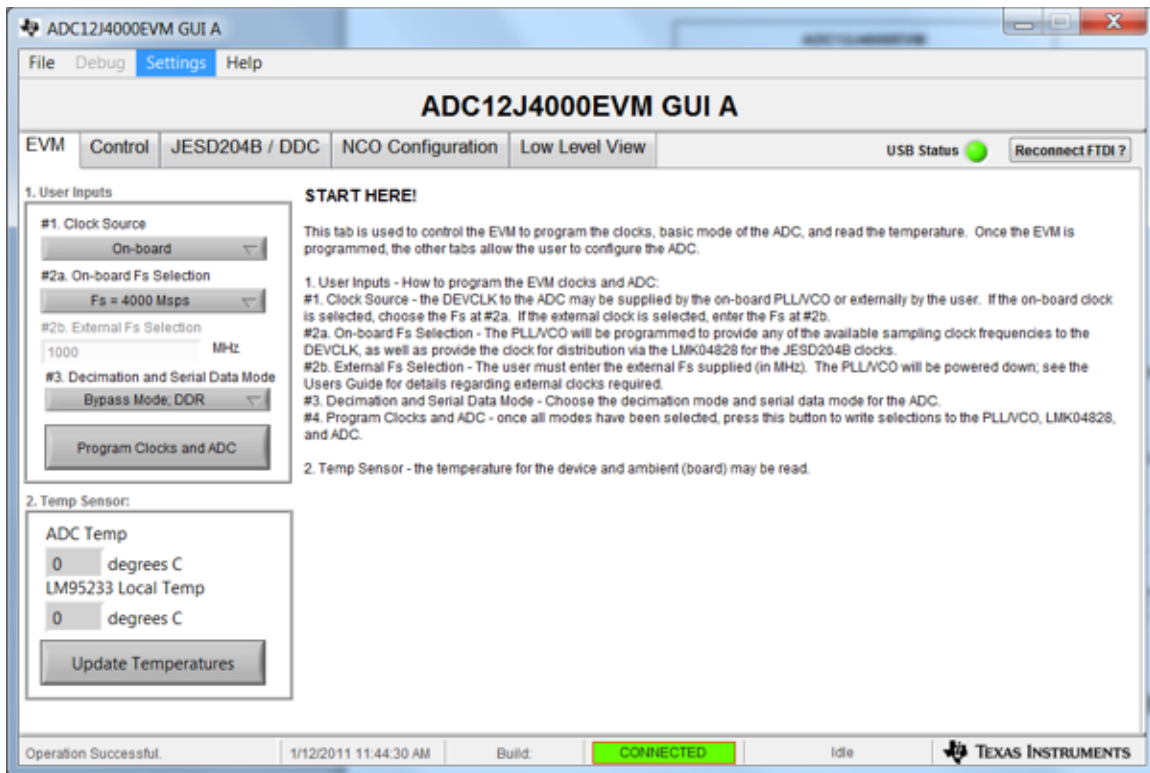 ADC12J4000EVM GUI A
ADC12J4000EVM
File Debug Settings Help
ADC12J4000EVM GUI A
EVM Control JESD204B / DDC NCO Configuration Low Level View USB Status Reconnect FTDI ?
1. User Inputs
#1. Clock Source
On-board
#2a. On-board Fs Selection
Fs = 4000 Msps
#2b. External Fs Selection
1000 MHz
#3. Decimation and Serial Data Mode
Bypass Mode; DDR
Program Clocks and ADC
2. Temp Sensor:
ADC Temp
0 degrees C
LM95233 Local Temp
0 degrees C
Update Temperatures
START HERE!
This tab is used to control the EVM to program the clocks, basic mode of the ADC, and read the temperature. Once the EVM is
programmed, the other tabs allow the user to configure the ADC.
1. User Inputs - How to program the EVM clocks and ADC:
#1. Clock Source - the DEVCLK to the ADC may be supplied by the on-board PLL/VCO or externally by the user. If the on-board clock
is selected, choose the Fs at #2a. If the external clock is selected, enter the Fs at #2b.
#2a. On-board Fs Selection - The PLL/VCO will be programmed to provide any of the available sampling clock frequencies to the
DEVCLK, as well as provide the clock for distribution via the LMK04828 for the JESD204B clocks.
#2b. External Fs Selection - The user must enter the external Fs supplied (in MHz). The PLL/VCO will be powered down; see the
Users Guide for details regarding external clocks required.
#3. Decimation and Serial Data Mode - Choose the decimation mode and serial data mode for the ADC.
#4. Program Clocks and ADC - once all modes have been selected, press this button to write selections to the PLL/VCO, LMK04828,
and ADC.
2. Temp Sensor - the temperature for the device and ambient (board) may be read.
Operation Successful. 1/12/2011 11:44:30 AM Build: CONNECTED Idle TEXAS INSTRUMENTS